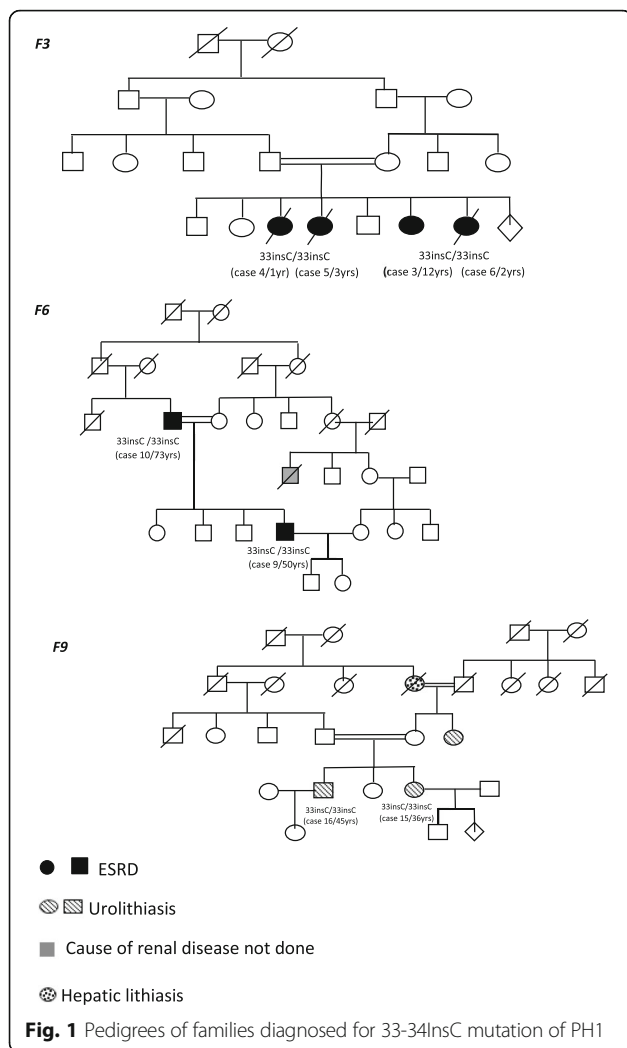 F3
33insC/33insC 33insC/33insC
(case 4/1yr) (case 5/3yrs) (case 3/12yrs) (case 6/2yrs)
F6
33insC /33insC
(case 10/73yrs)
33insC /33insC
(case 9/50yrs)
F9
33insC/33insC 33insC/33insC
(case 16/45yrs) (case 15/36yrs)
ESRD
Urolithiasis
Cause of renal disease not done
Hepatic lithiasis
Fig. 1 Pedigrees of families diagnosed for 33-34InsC mutation of PH1